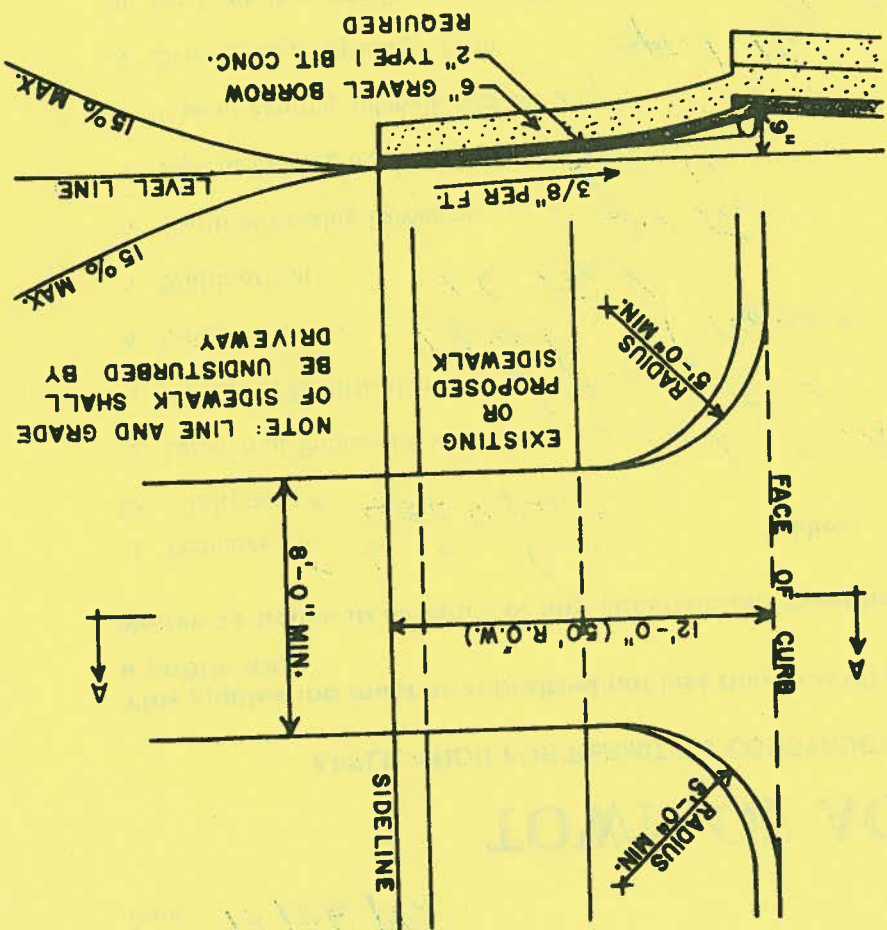 RADIUS
5'-0" MIN.
SIDELINE
A
A
12'-0" (50' R.O.W.)
8'-0" MIN.
FACE OF CURB
EXISTING
OR
PROPOSED
SIDEWALK
RADIUS
5'-0" MIN.
NOTE: LINE AND GRADE
OF SIDEWALK SHALL
BE UNDISTURBED BY
DRIVEWAY
15% MAX.
LEVEL LINE
15% MAX.
3/8" PER FT.
6"
6" GRAVEL BORROW
2" TYPE I BIT. CONC.
REQUIRED